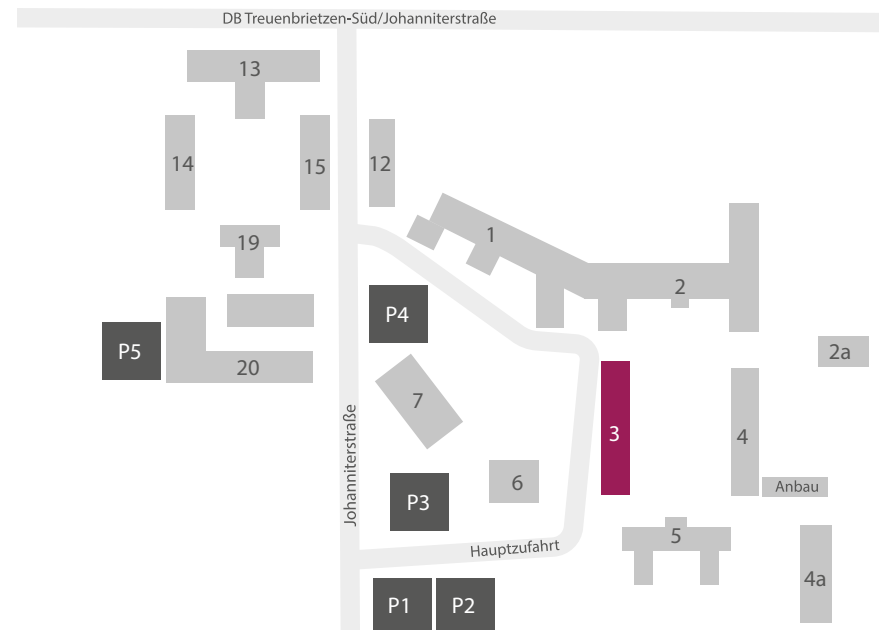 DB Treuenbrietzen-Süd/Johanniterstraße
13
14
15
12
1
19
2
P4
P5
20
2a
7
Johanniterstraße
3
4
6
P3
Anbau
5
Hauptzufahrt
4a
P1
P2